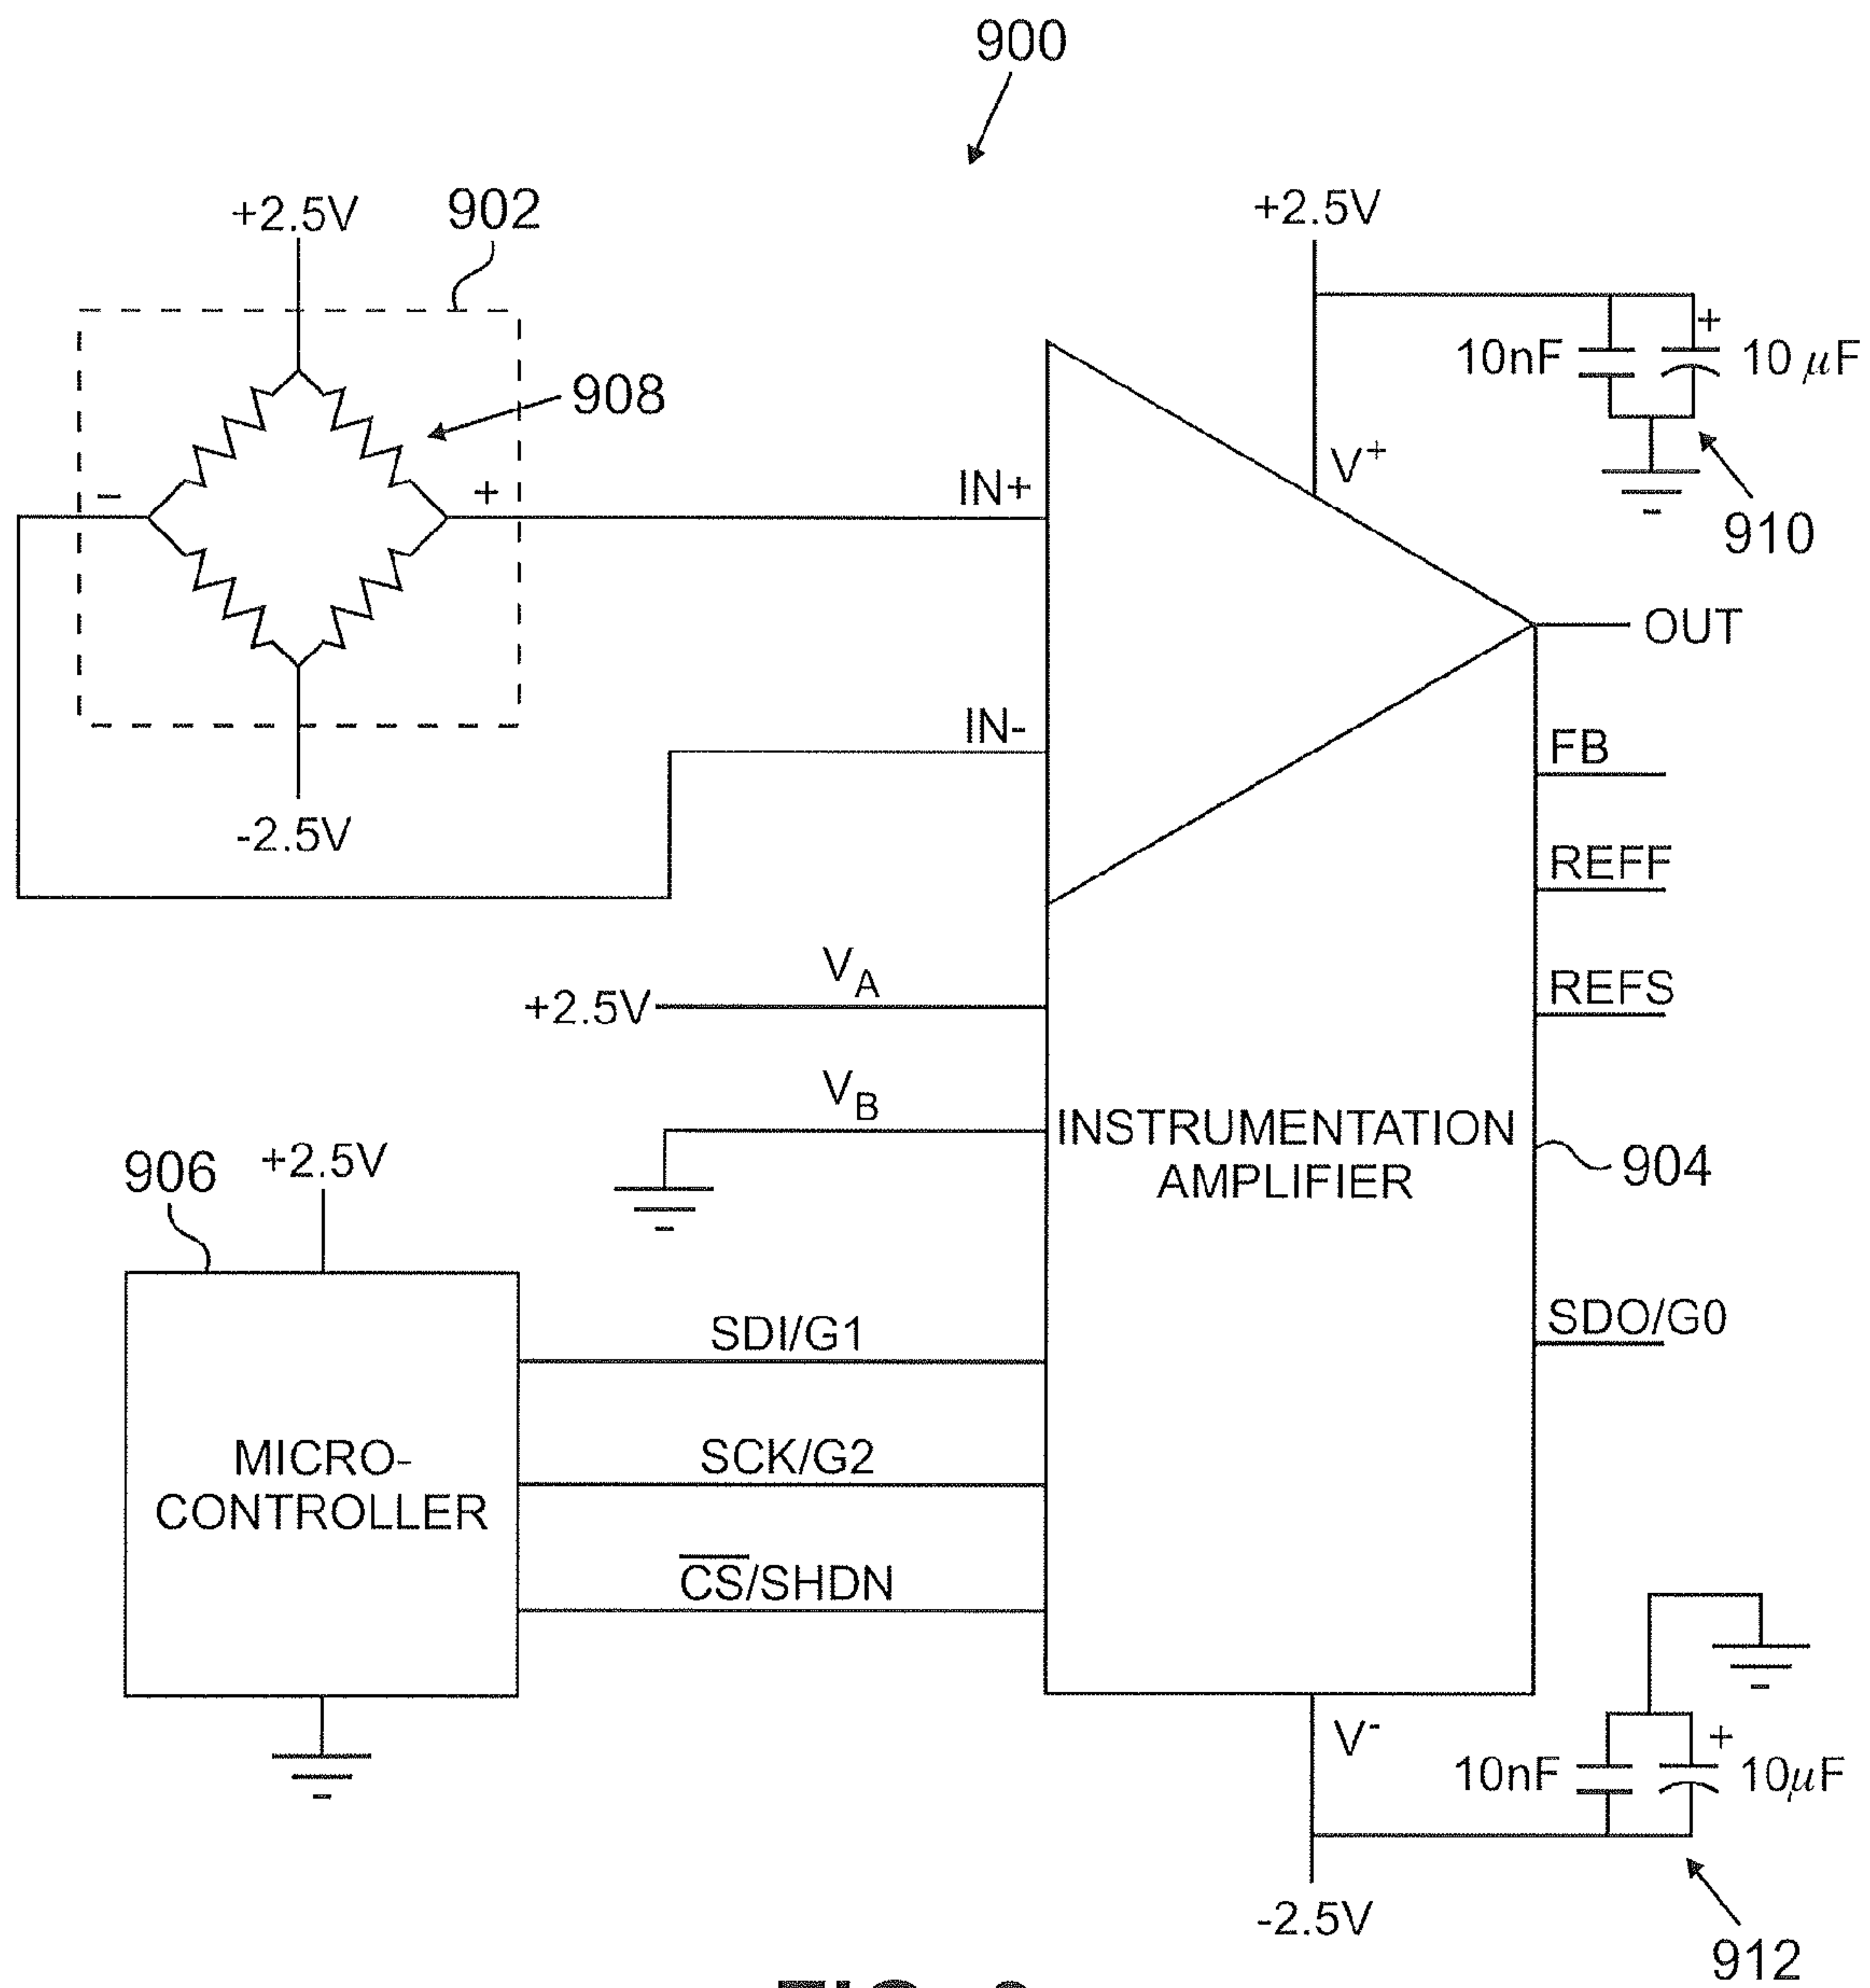 900
+2.5V
902
+2.5V
908
10nF
+
10 μF
V+
910
−
+
IN+
OUT
IN-
FB
-2.5V
REFF
VA
+2.5V
REFS
VB
INSTRUMENTATION
AMPLIFIER
904
906
+2.5V
SDI/G1
SDO/G0
MICRO-
CONTROLLER
SCK/G2
C̅S̅/SHDN
V-
10nF
+
10μF
-2.5V
912